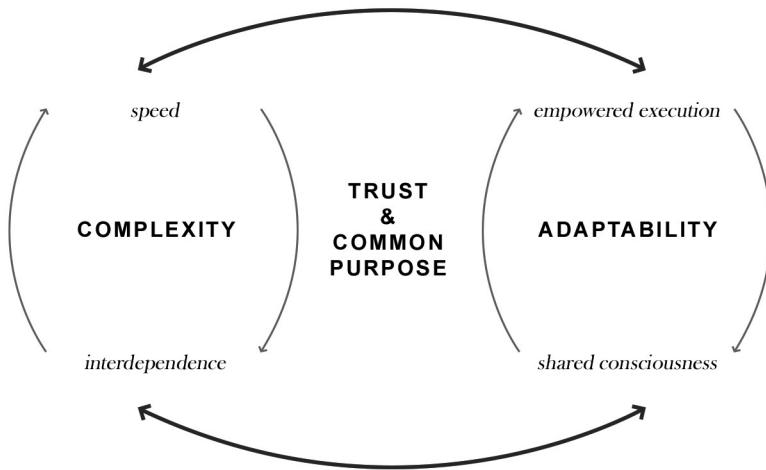 speed
empowered execution
TRUST
&
COMMON
PURPOSE
COMPLEXITY
ADAPTABILITY
interdependence
shared consciousness